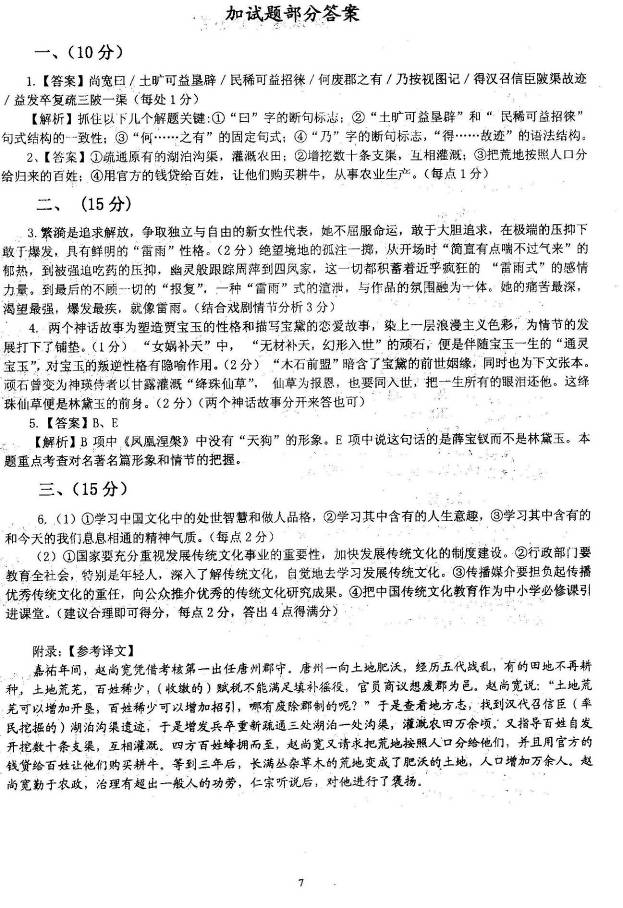 加试题部分答案
一、（10 分）
1.【答案】尚宽曰／土旷可益垦辟／民稀可益招徕／何废郡之有／乃按视图记／得汉召信臣陂渠故迹
／益发卒复疏三陂一渠（每处 1 分）
【解析】抓住以下几个解题关键：①“曰”字的断句标志；②“土旷可益垦辟”和“ 民稀可益招徕”
句式结构的一致性；③“何……之有”的固定句式；④“乃”字的断句标志，“得……故迹”的语法结构。
2、【答案】①疏通原有的湖泊沟渠，灌溉农田；②增挖数十条支渠，互相灌溉；③把荒地按照人口分
给归来的百姓；④用官方的钱贷给百姓，让他们购买耕牛，从事农业生产。（每点 1 分）
二、（15 分）
3.繁漪是追求解放，争取独立与自由的新女性代表，她不屈服命运，敢于大胆追求，在极端的压抑下
敢于爆发，具有鲜明的“雷雨”性格。（2 分）绝望境地的孤注一掷，从开场时“简直有点喘不过气来”的
郁热，到被强迫吃药的压抑，幽灵般跟踪周萍到四凤家，这一切都积蓄着近乎疯狂的 “雷雨式”的感情
力量。到最后的不顾一切的“报复”，一种“雷雨”式的渲泄，与作品的氛围融为一体。她的痛苦最深，
渴望最强，爆发最疾，就像雷雨。（结合戏剧情节分析 3 分）
4. 两个神话故事为塑造贾宝玉的性格和描写宝黛的恋爱故事，染上一层浪漫主义色彩，为情节的发
展打下了铺垫。（1 分） “女娲补天”中， “无材补天，幻形入世”的顽石，便是伴随宝玉一生的“通灵
宝玉”，对宝玉的叛逆性格有隐喻作用。（2 分） “木石前盟”暗含了宝黛的前世姻缘，同时也为下文张本。
顽石曾变为神瑛侍者以甘露灌溉“绛珠仙草”， 仙草为报恩，也要同入世，把一生所有的眼泪还他。这绛
珠仙草便是林黛玉的前身。（2 分）（两个神话故事分开来答也可）
5.【答案】B、E
【解析】B 项中《凤凰涅槃》中没有“天狗”的形象。E 项中说这句话的是薛宝钗而不是林黛玉。本
题重点考查对名著名篇形象和情节的把握。
三、（15 分）
6.（1）①学习中国文化中的处世智慧和做人品格，②学习其中含有的人生意趣，③学习其中含有的
和今天的我们息息相通的精神气质。（每点 2 分）
（2）①国家要充分重视发展传统文化事业的重要性，加快发展传统文化的制度建设。②行政部门要
教育全社会，特别是年轻人，深入了解传统文化，自觉地去学习发展传统文化。③传播媒介要担负起传播
优秀传统文化的重任，向公众推介优秀的传统文化研究成果。④把中国传统文化教育作为中小学必修课引
进课堂。（建议合理即可得分，每点 2 分，答出 4 点得满分）
附录：【参考译文】
嘉祐年间，赵尚宽凭借考核第一出任唐州郡守。唐州一向土地肥沃，经历五代战乱，有的田地不再耕
种，土地荒芜，百姓稀少，（收缴的）赋税不能满足填补徭役，官员商议想废郡为邑。赵尚宽说：“土地荒
芜可以增加开垦，百姓稀少可以增加招引，哪有废除郡制的呢？”于是查看地方志，找到汉代召信臣（率
民挖掘的）湖泊沟渠遗迹，于是增发兵卒重新疏通三处湖泊一处沟渠，灌溉农田万余顷。又指导百姓自发
开挖数十条支渠，互相灌溉。四方百姓蜂拥而至，赵尚宽又请求把荒地按照人口分给他们，并且用官方的
钱贷给百姓让他们购买耕牛。等到三年后，长满丛杂草木的荒地变成了肥沃的土地，人口增加万余人。赵
尚宽勤于农政，治理有超出一般人的功劳，仁宗听说后，对他进行了褒扬。
7